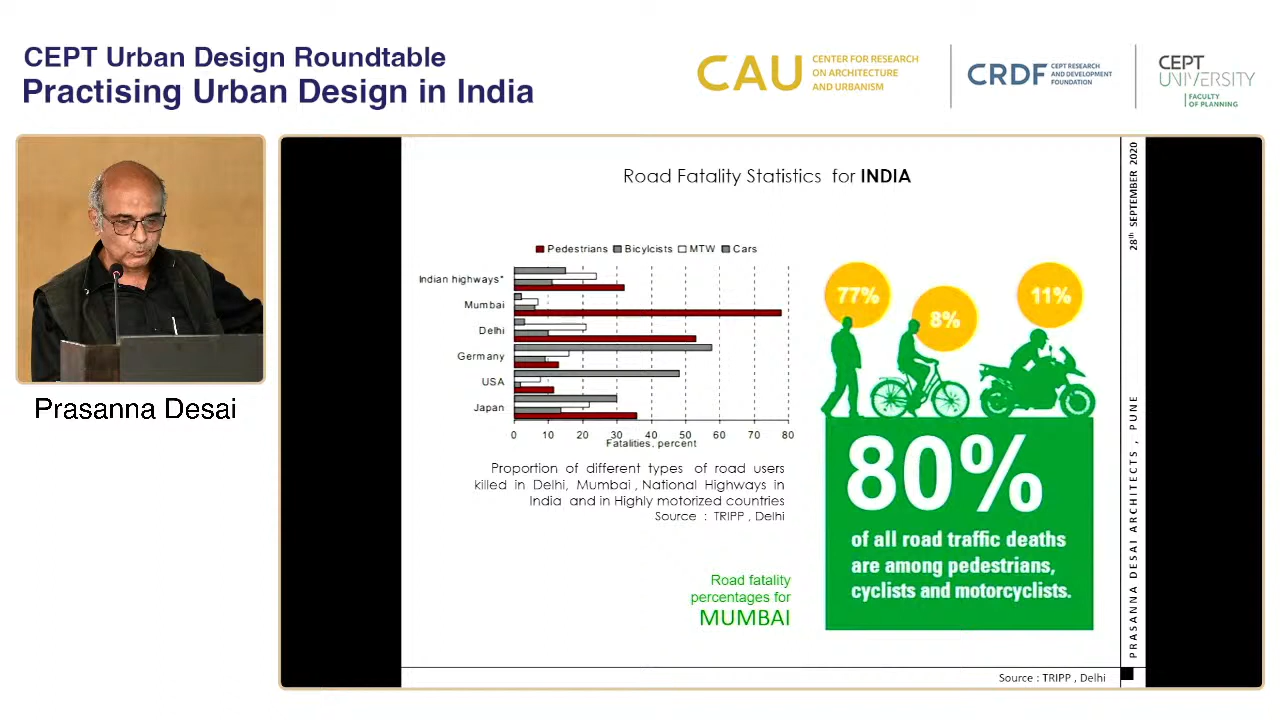 CEPT Urban Design Roundtable
Practising Urban Design in India
CAU
CENTER FOR RESEARCH
ON ARCHITECTURE
AND URBANISM
CRDF
CEPT RESEARCH
AND DEVELOPMENT
FOUNDATION
CEPT
UNIVERSITY
FACULTY
OF PLANNING
Prasanna Desai
Road Fatality Statistics for INDIA
Pedestrians Bicylcists MTW Cars
Indian highways*
Mumbai
Delhi
Germany
USA
Japan
0 10 20 30 40 50 60 70 80
Fatalities, percent
Proportion of different types of road users
killed in Delhi, Mumbai , National Highways in
India and in Highly motorized countries
Source : TRIPP , Delhi
Road fatality
percentages for
MUMBAI
77%
8%
11%
80%
of all road traffic deaths
are among pedestrians,
cyclists and motorcyclists.
28th SEPTEMBER 2020
PRASANNA DESAI ARCHITECTS , PUNE
Source : TRIPP , Delhi